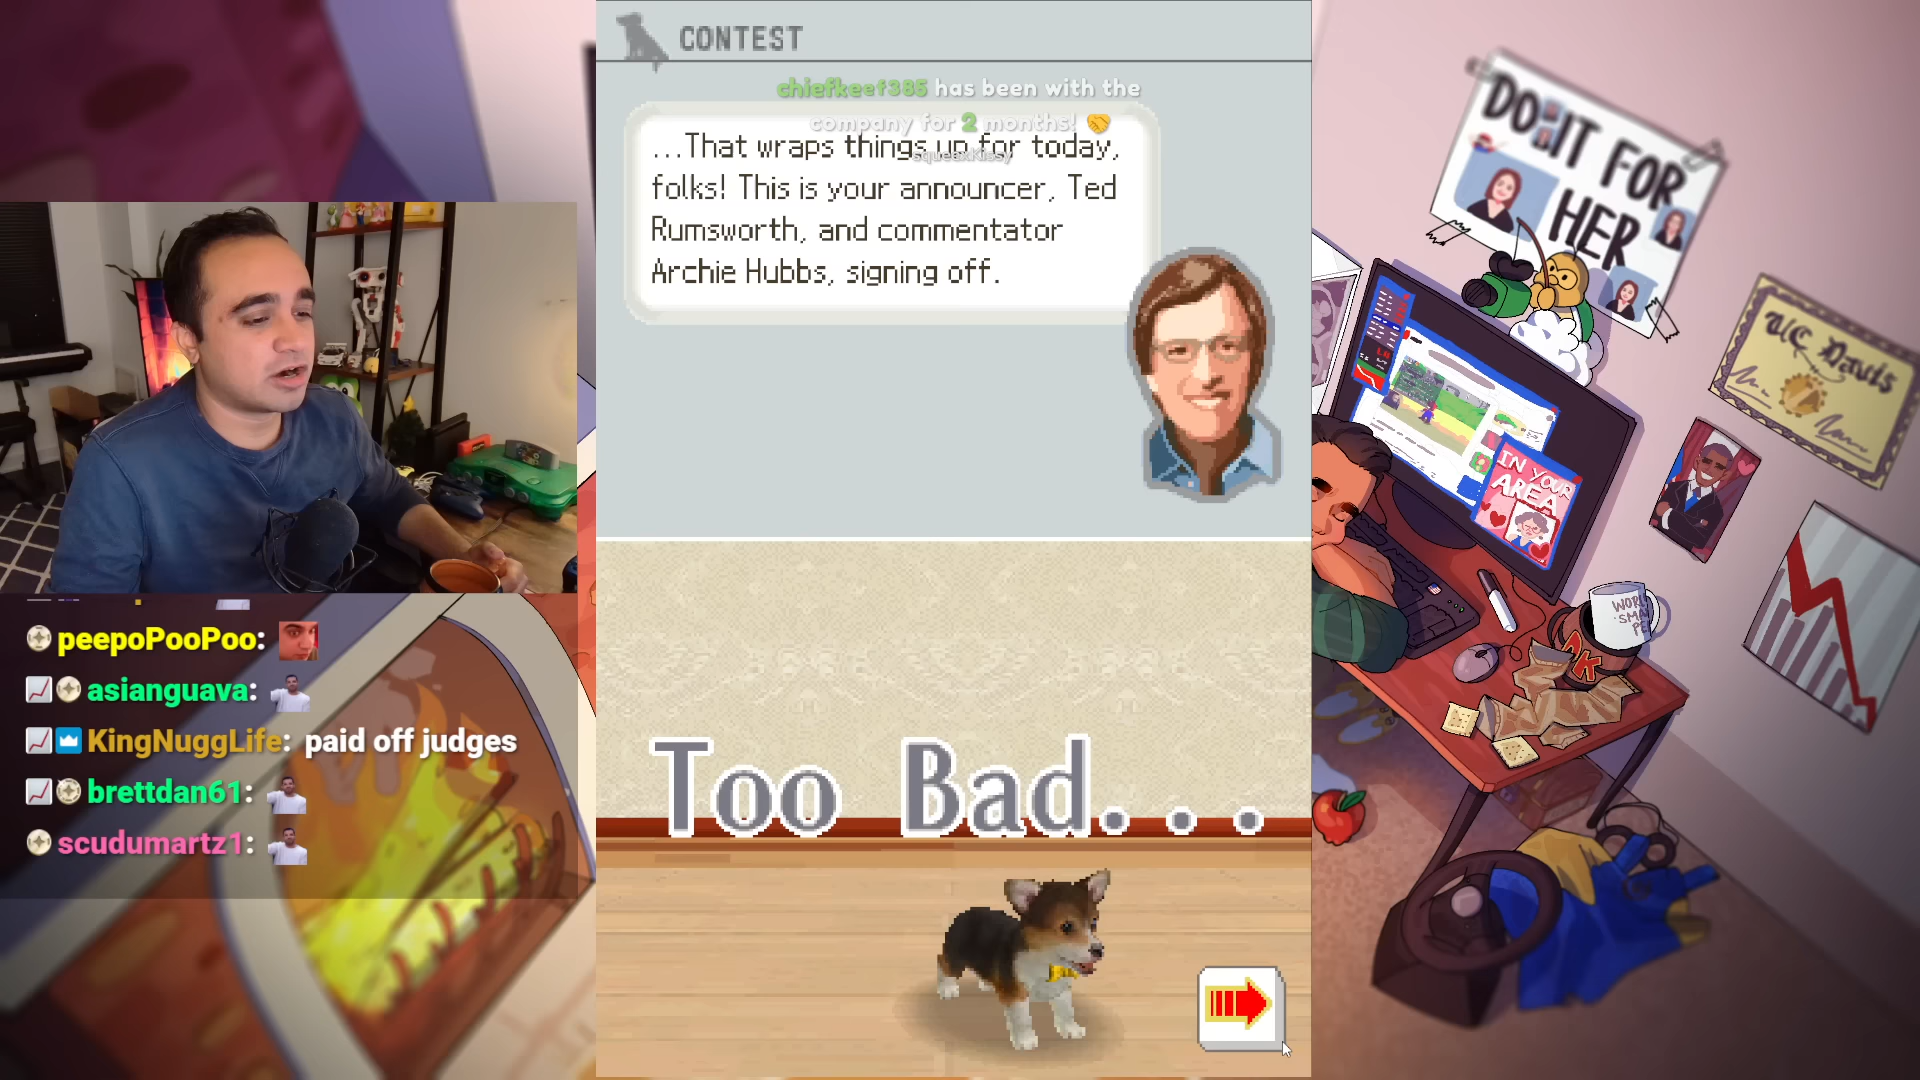 CONTEST
chiefkeef385 has been with the
company for 2 months!
squeexKissy
...That wraps things up for today,
folks! This is your announcer, Ted
Rumsworth, and commentator
Archie Hubbs, signing off.
Too Bad...
peepoPooPoo:
asianguava:
KingNuggLife: paid off judges
brettdan61:
scudumartz1:
DO IT FOR
HER
UC Davis
IN YOUR
AREA